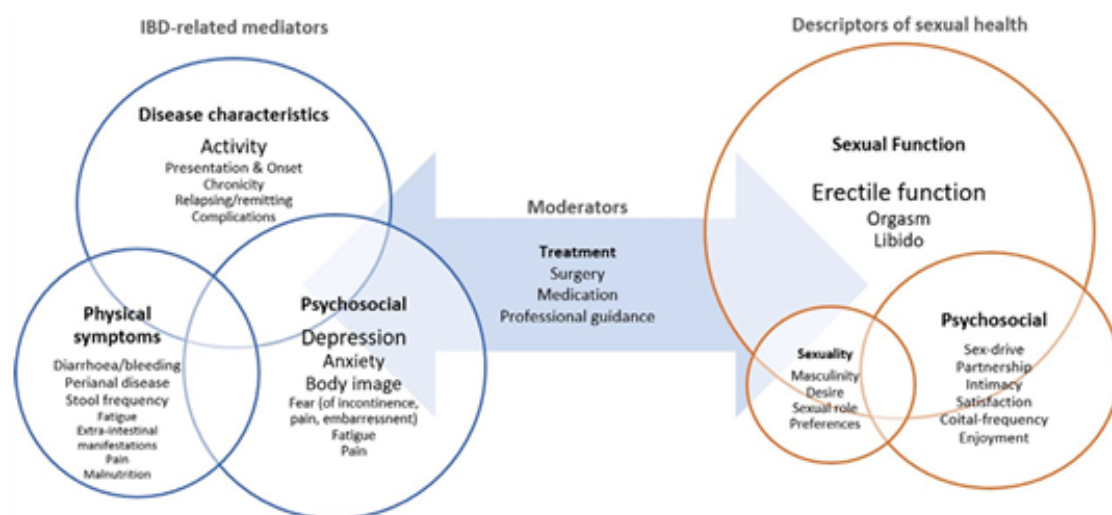 IBD-related mediators
Disease characteristics
Activity
Presentation & Onset
Chronicity
Relapsing/remitting
Complications
Physical
symptoms
Diarrhoea/bleeding
Perianal disease
Stool frequency
Fatigue
Extra-intestinal
manifestations
Pain
Malnutrition
Psychosocial
Depression
Anxiety
Body image
Fear (of incontinence,
pain, embarressnent)
Fatigue
Pain
Moderators
Treatment
Surgery
Medication
Professional guidance
Descriptors of sexual health
Sexual Function
Erectile function
Orgasm
Libido
Sexuality
Masculinity
Desire
Sexual role
Preferences
Psychosocial
Sex-drive
Partnership
Intimacy
Satisfaction
Coital-frequency
Enjoyment